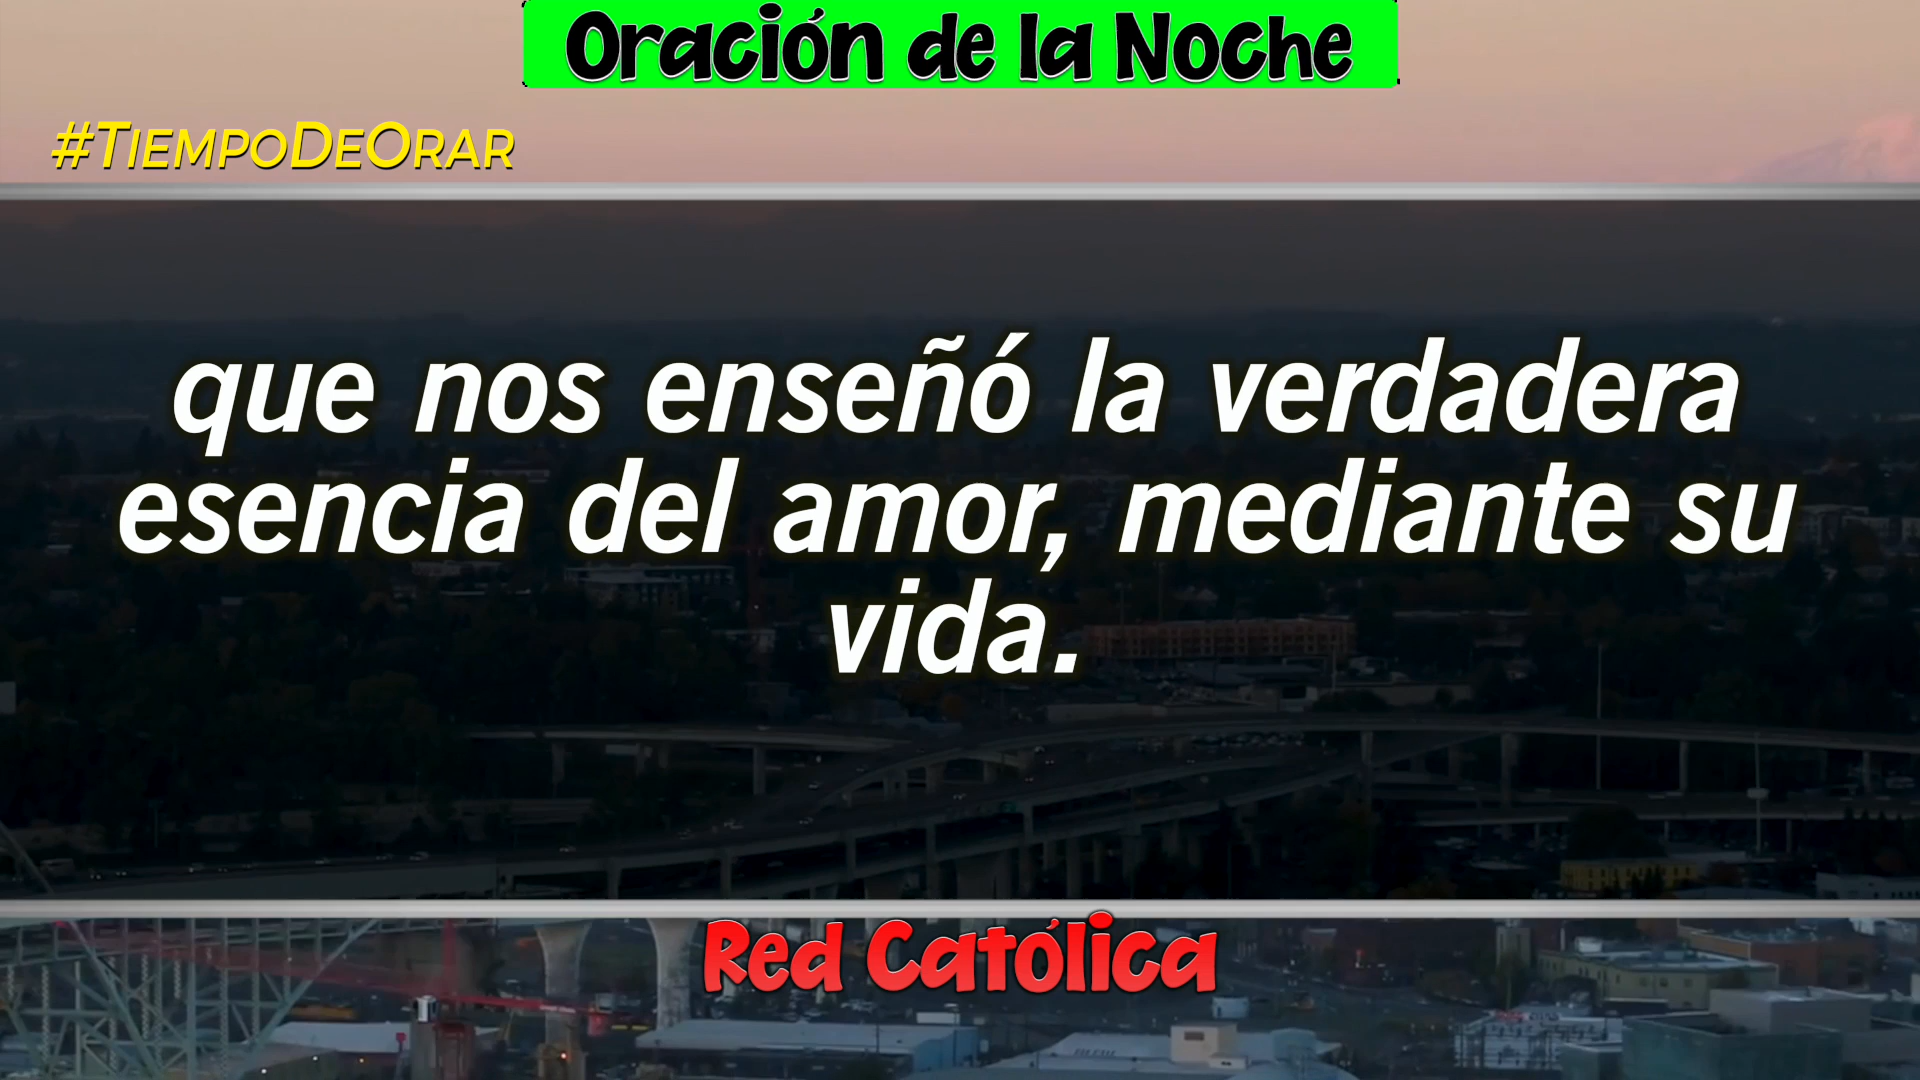 Oración de la Noche
#TiempoDeOrar
que nos enseñó la verdadera
esencia del amor, mediante su
vida.
Red Católica